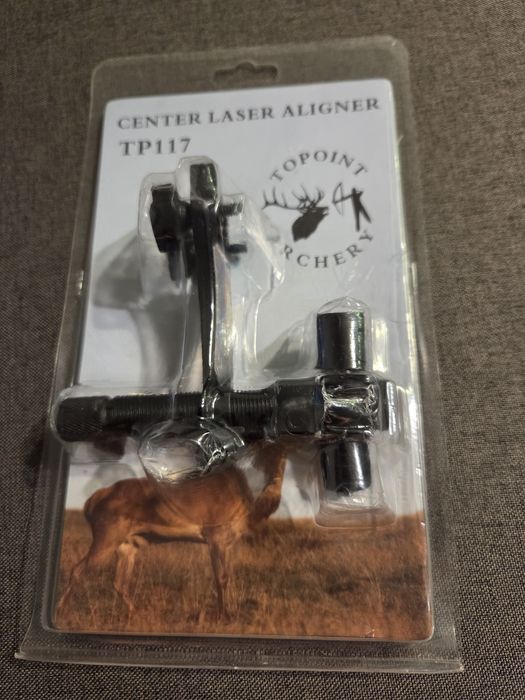 CENTER LASER ALIGNER
TP117
TOPOINT
ARCHERY